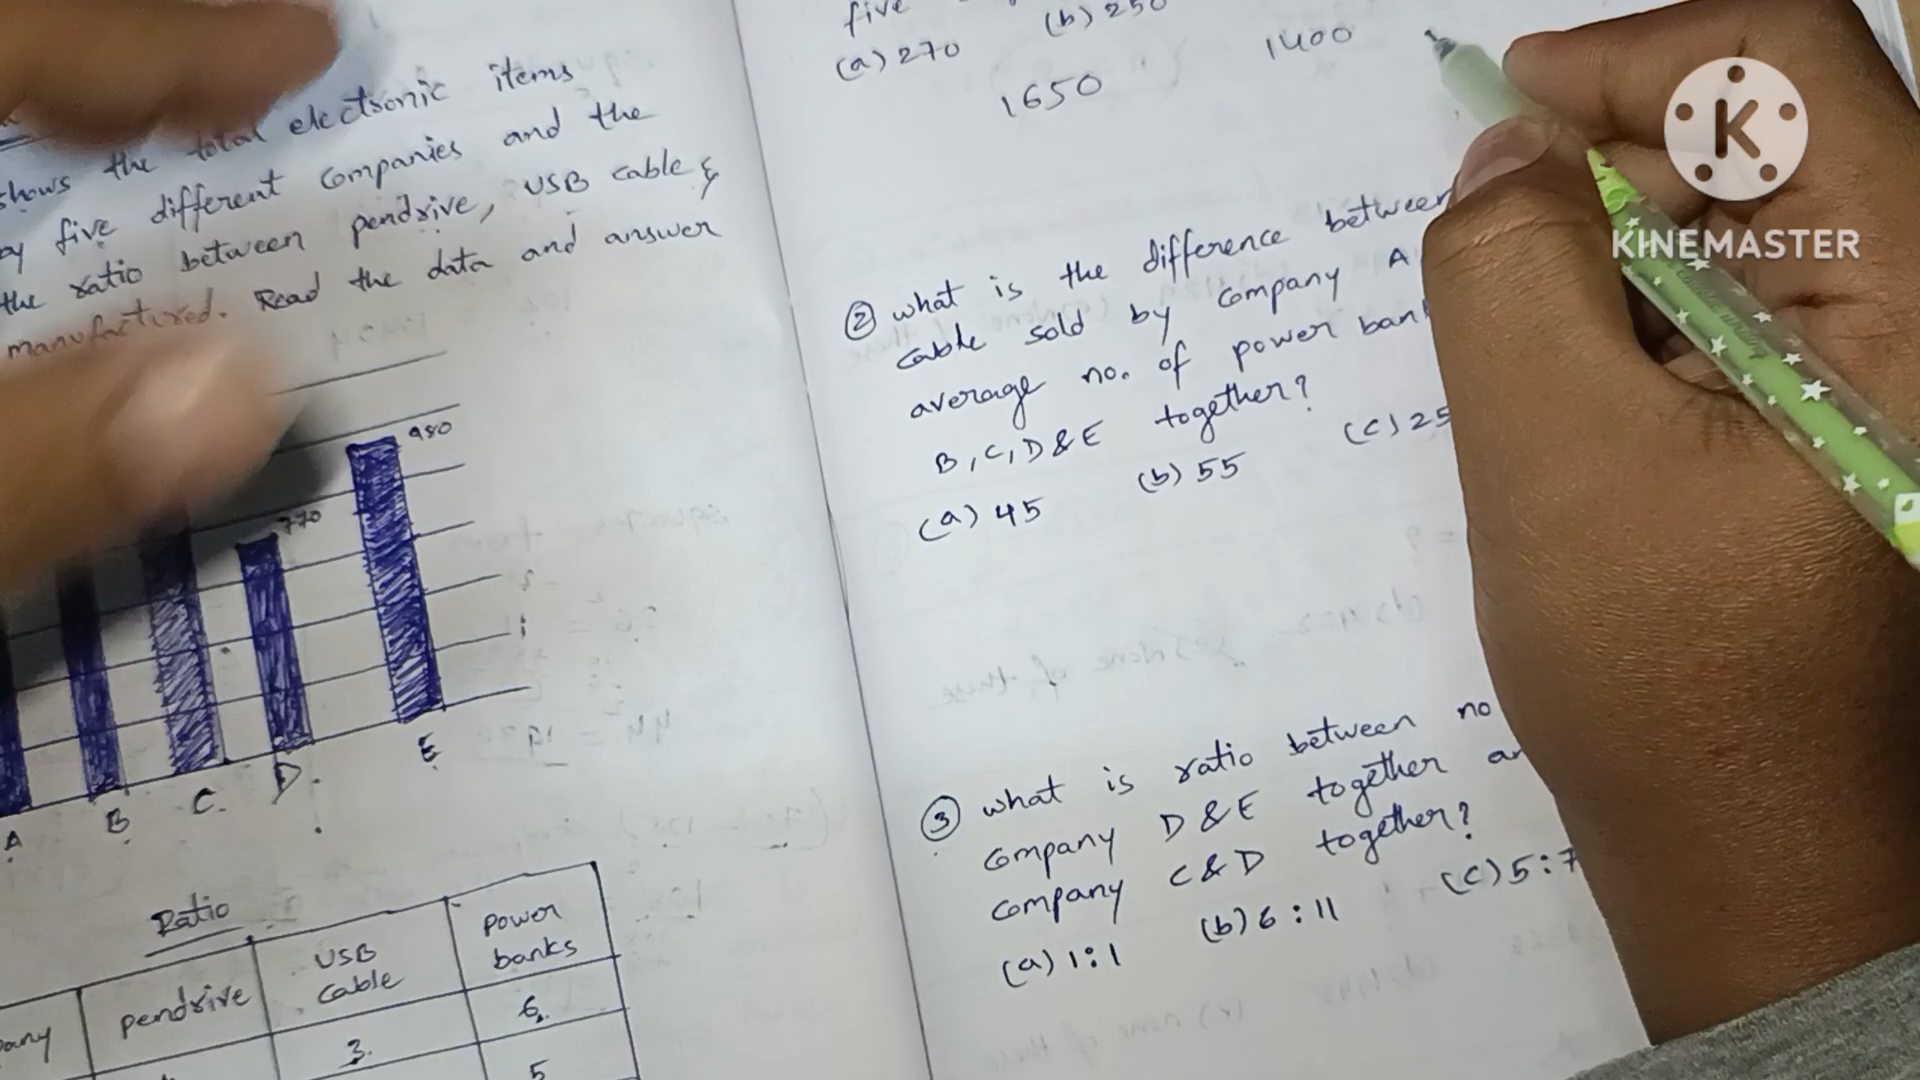 shows the total electronic items
by five different companies and the
the ratio between pendrive, USB cable &
manufactured. Read the data and answer
980
770
A B C D E
Ratio
pendrive USB cable power banks
3 6
5
five
(a) 270 (b) 250
1650 1400
② what is the difference between
cable sold by company A
average no. of power bank
B, C, D & E together?
(a) 45 (b) 55 (c) 25
③ what is ratio between no
company D & E together
company C & D together?
(a) 1:1 (b) 6:11 (c) 5:7
K
KINEMASTER